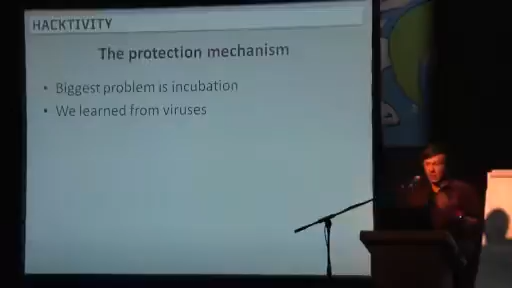 HACKTIVITY
The protection mechanism
• Biggest problem is incubation
• We learned from viruses